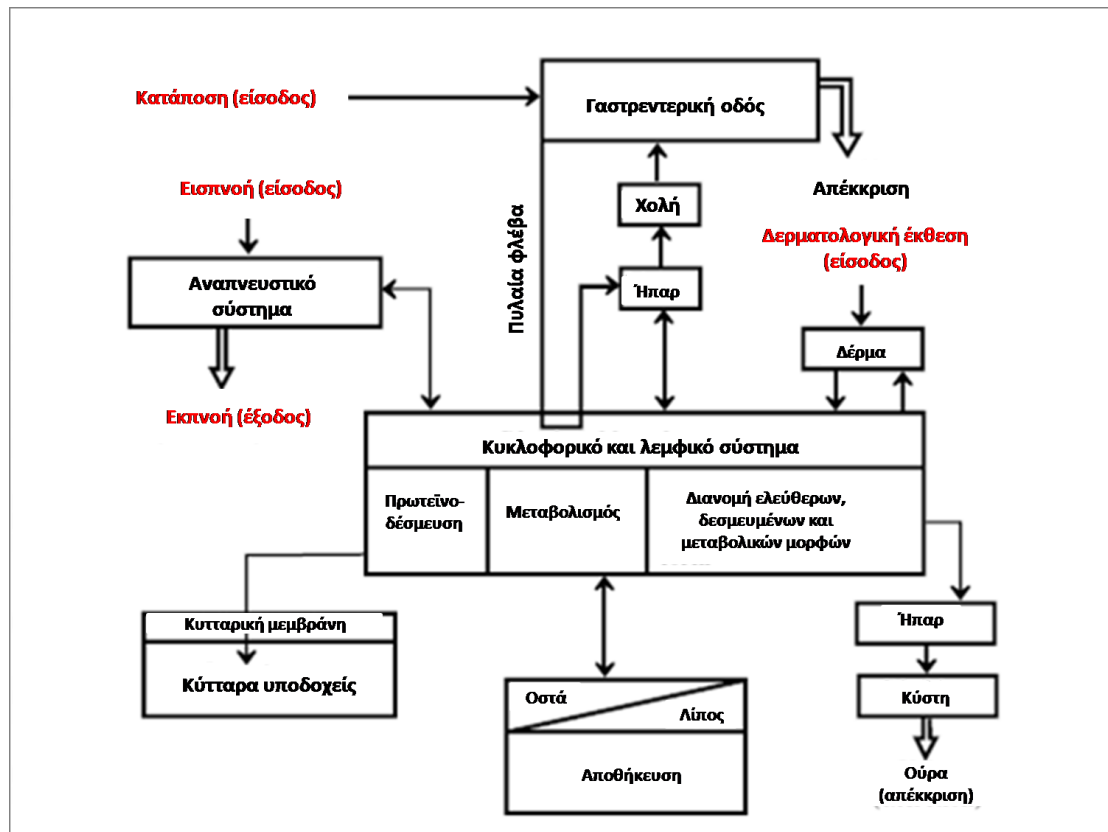 Κατάποση (είσοδος)
Γαστρεντερική οδός
Εισπνοή (είσοδος)
Απέκκριση
Χολή
Πυλαία φλέβα
Δερματολογική έκθεση
(είσοδος)
Αναπνευστικό
σύστημα
Ήπαρ
Δέρμα
Εκπνοή (έξοδος)
Κυκλοφορικό και λεμφικό σύστημα
Πρωτεϊνο-
δέσμευση
Μεταβολισμός
Διανομή ελεύθερων,
δεσμευμένων και
μεταβολικών μορφών
Κυτταρική μεμβράνη
Κύτταρα υποδοχείς
Οστά
Λίπος
Αποθήκευση
Ήπαρ
Κύστη
Ούρα
(απέκκριση)